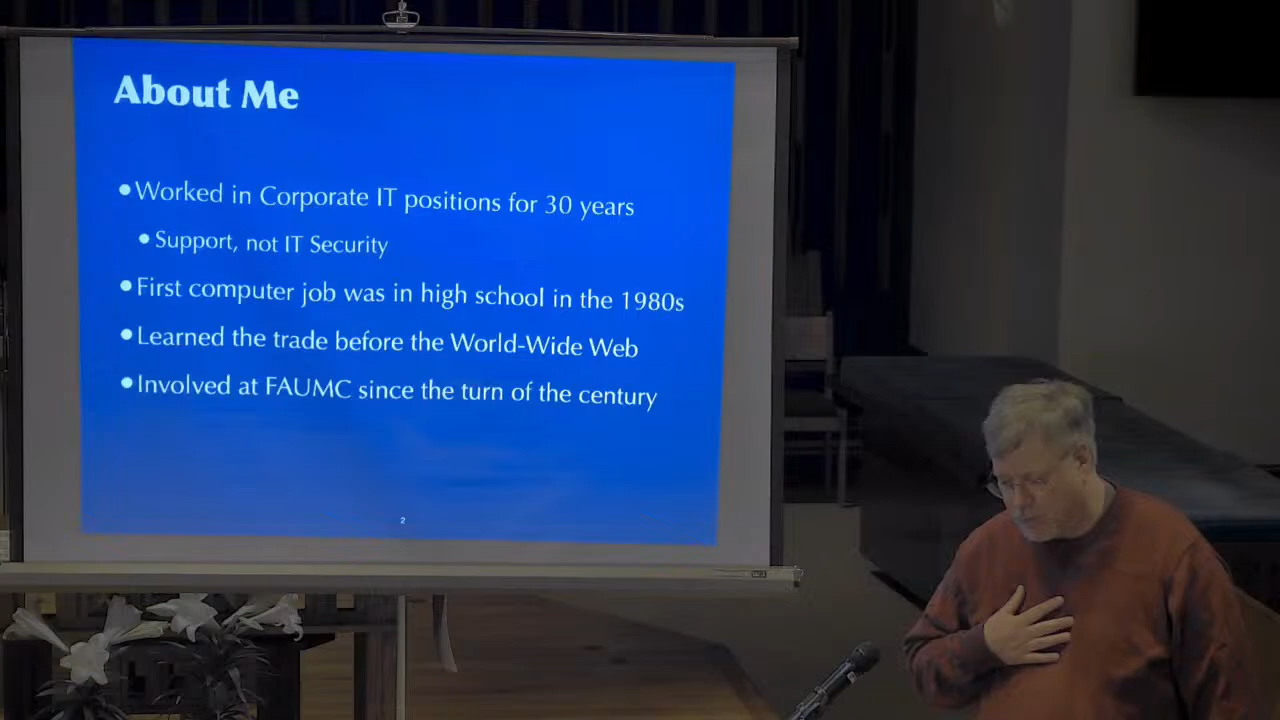 About Me
•Worked in Corporate IT positions for 30 years
•Support, not IT Security
•First computer job was in high school in the 1980s
•Learned the trade before the World-Wide Web
•Involved at FAUMC since the turn of the century
2